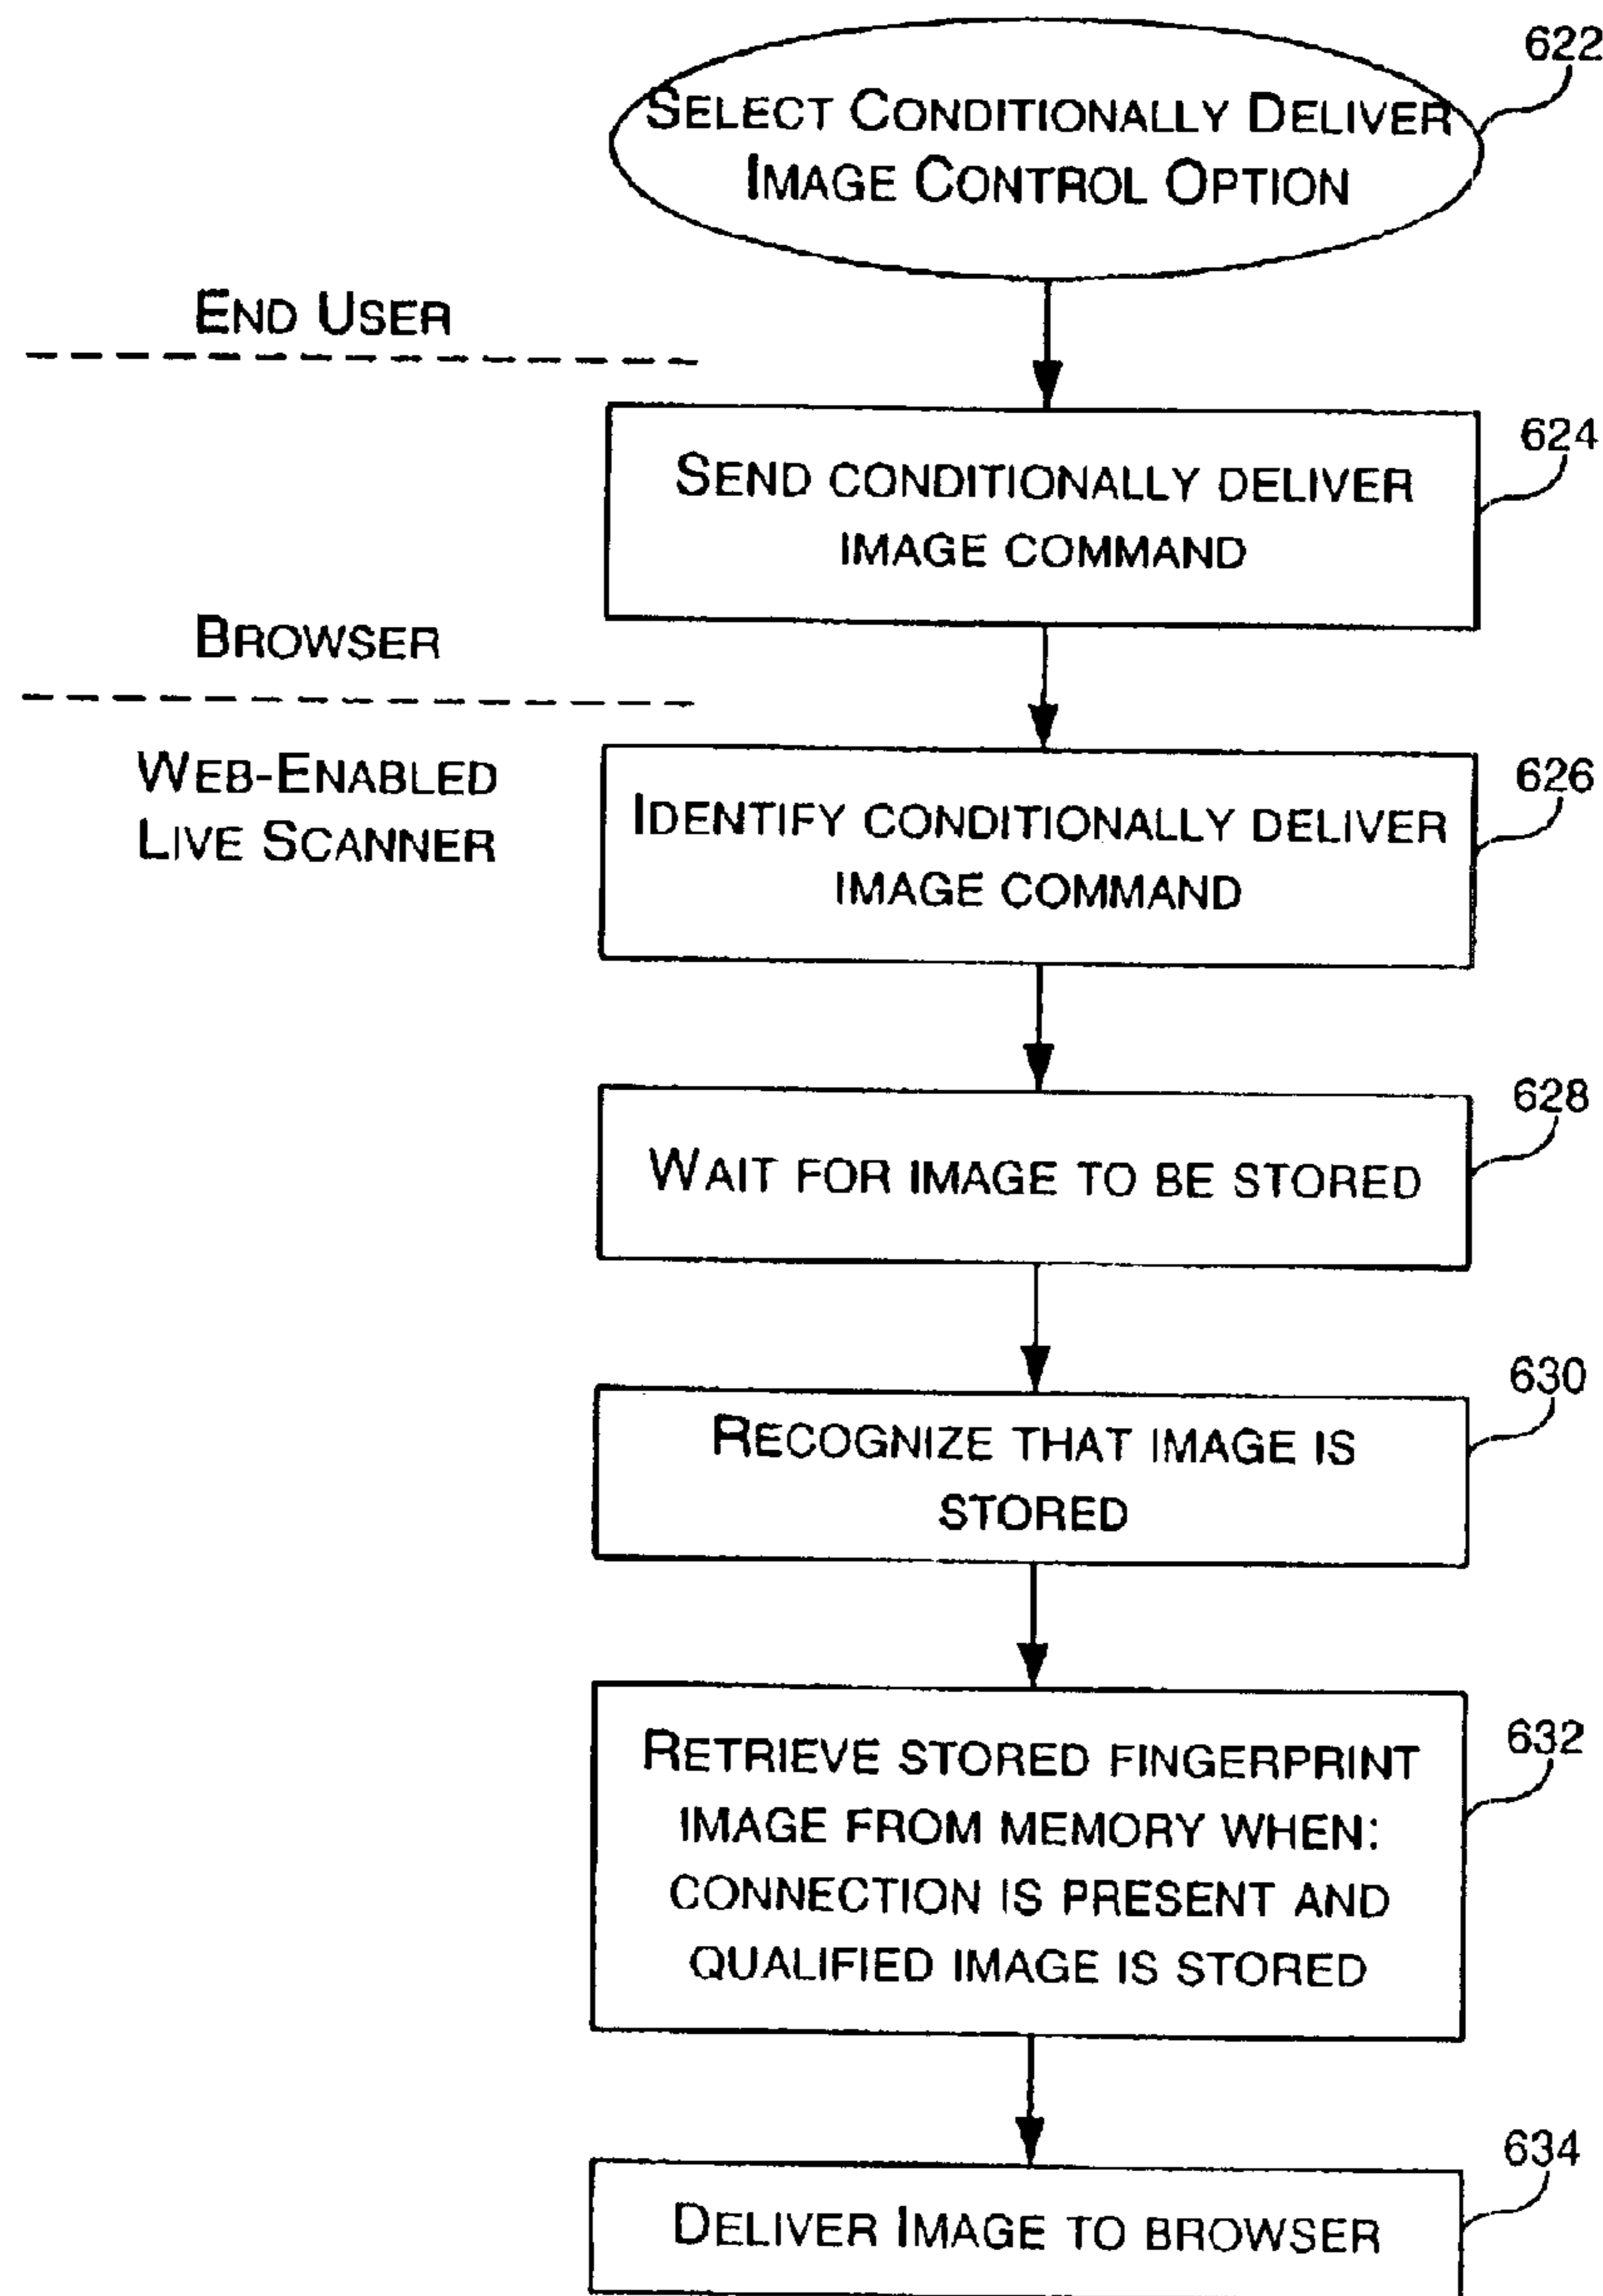 622
SELECT CONDITIONALLY DELIVER
IMAGE CONTROL OPTION
END USER
624
SEND CONDITIONALLY DELIVER
IMAGE COMMAND
BROWSER
WEB-ENABLED
LIVE SCANNER
626
IDENTIFY CONDITIONALLY DELIVER
IMAGE COMMAND
628
WAIT FOR IMAGE TO BE STORED
630
RECOGNIZE THAT IMAGE IS
STORED
632
RETRIEVE STORED FINGERPRINT
IMAGE FROM MEMORY WHEN:
CONNECTION IS PRESENT AND
QUALIFIED IMAGE IS STORED
634
DELIVER IMAGE TO BROWSER